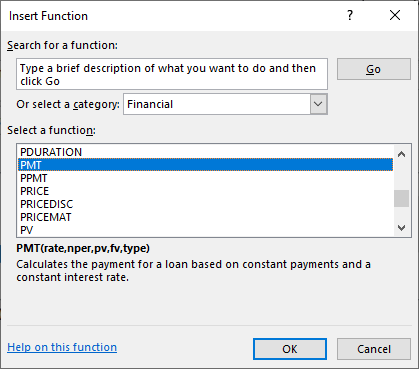 Insert Function
? ×
Search for a function:
Type a brief description of what you want to do and then
click Go
Go
Or select a category: Financial
Select a function:
PDURATION
PMT
PPMT
PRICE
PRICEDISC
PRICEMAT
PV
PMT(rate,nper,pv,fv,type)
Calculates the payment for a loan based on constant payments and a
constant interest rate.
Help on this function
OK
Cancel